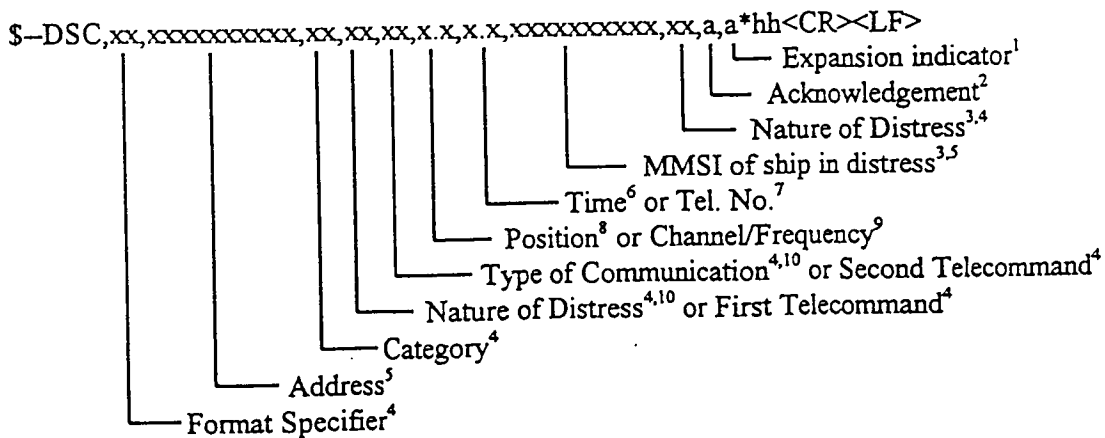 $–DSC,xx,xxxxxxxxxx,xx,xx,xx,x.x,x.x,xxxxxxxxxx,xx,a,a*hh<CR><LF>
Expansion indicator¹
Acknowledgement²
Nature of Distress³,⁴
MMSI of ship in distress³,⁵
Time⁶ or Tel. No.⁷
Position⁸ or Channel/Frequency⁹
Type of Communication⁴,¹⁰ or Second Telecommand⁴
Nature of Distress⁴,¹⁰ or First Telecommand⁴
Category⁴
Address⁵
Format Specifier⁴